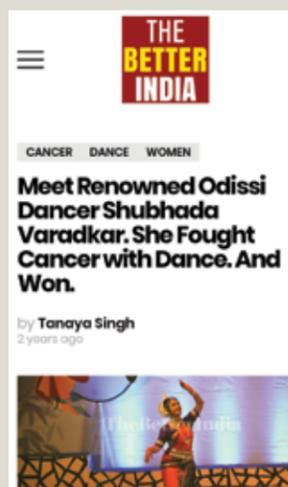 THE
BETTER
INDIA
CANCER DANCE WOMEN
Meet Renowned Odissi
Dancer Shubhada
Varadkar. She Fought
Cancer with Dance. And
Won.
by Tanaya Singh
2 years ago
TheBetterIndia